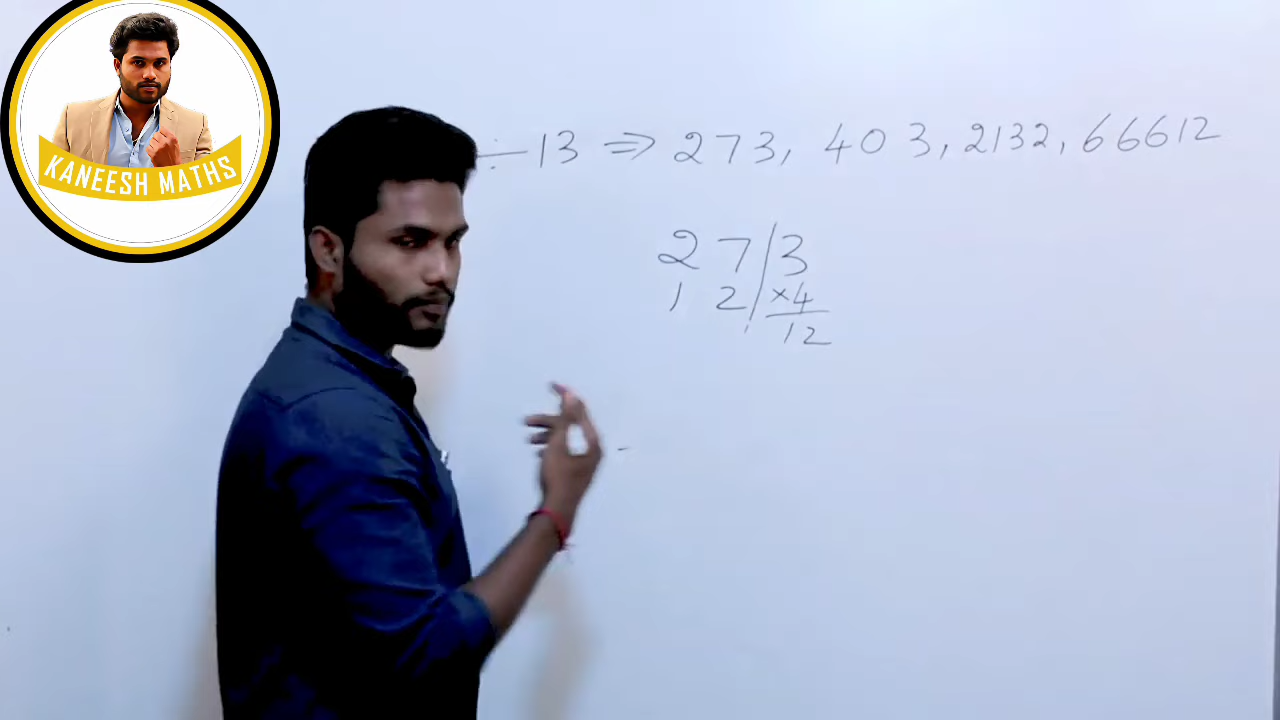 KANEESH MATHS
÷ 13 ⇒ 273, 403, 2132, 66612
27/3
12/×4
12